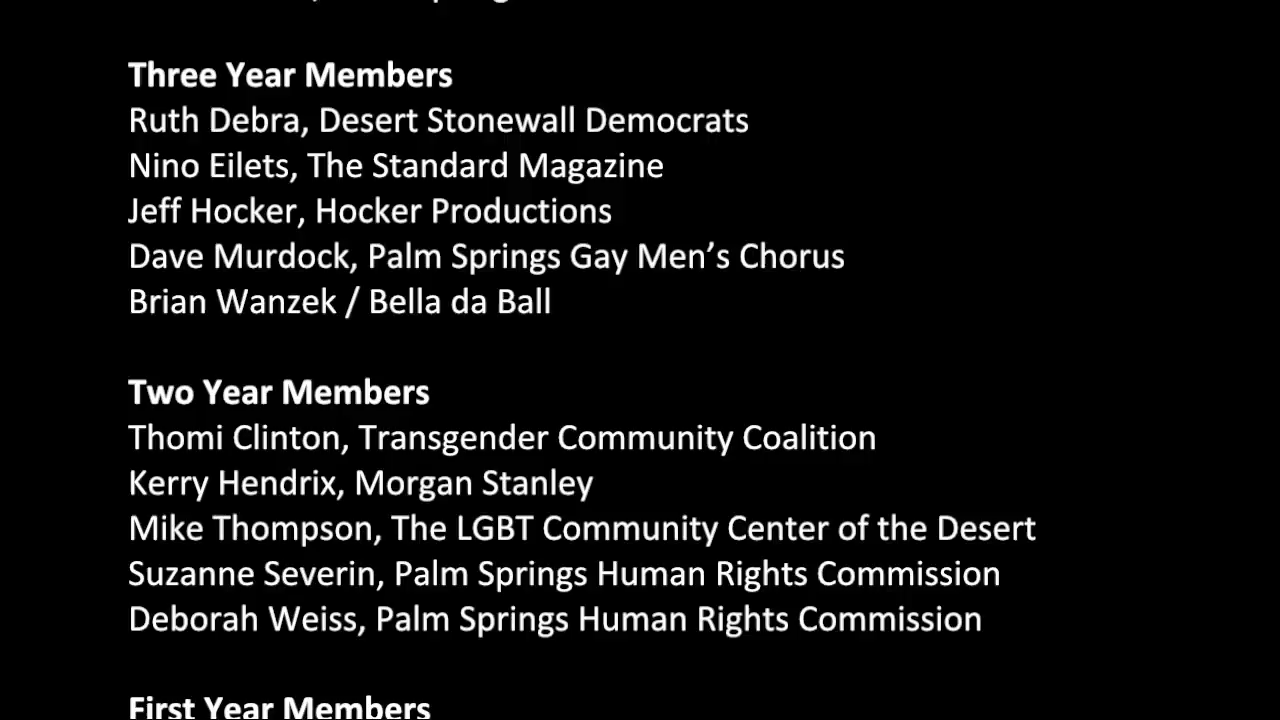 Three Year Members
Ruth Debra, Desert Stonewall Democrats
Nino Eilets, The Standard Magazine
Jeff Hocker, Hocker Productions
Dave Murdock, Palm Springs Gay Men’s Chorus
Brian Wanzek / Bella da Ball
Two Year Members
Thomi Clinton, Transgender Community Coalition
Kerry Hendrix, Morgan Stanley
Mike Thompson, The LGBT Community Center of the Desert
Suzanne Severin, Palm Springs Human Rights Commission
Deborah Weiss, Palm Springs Human Rights Commission
First Year Members